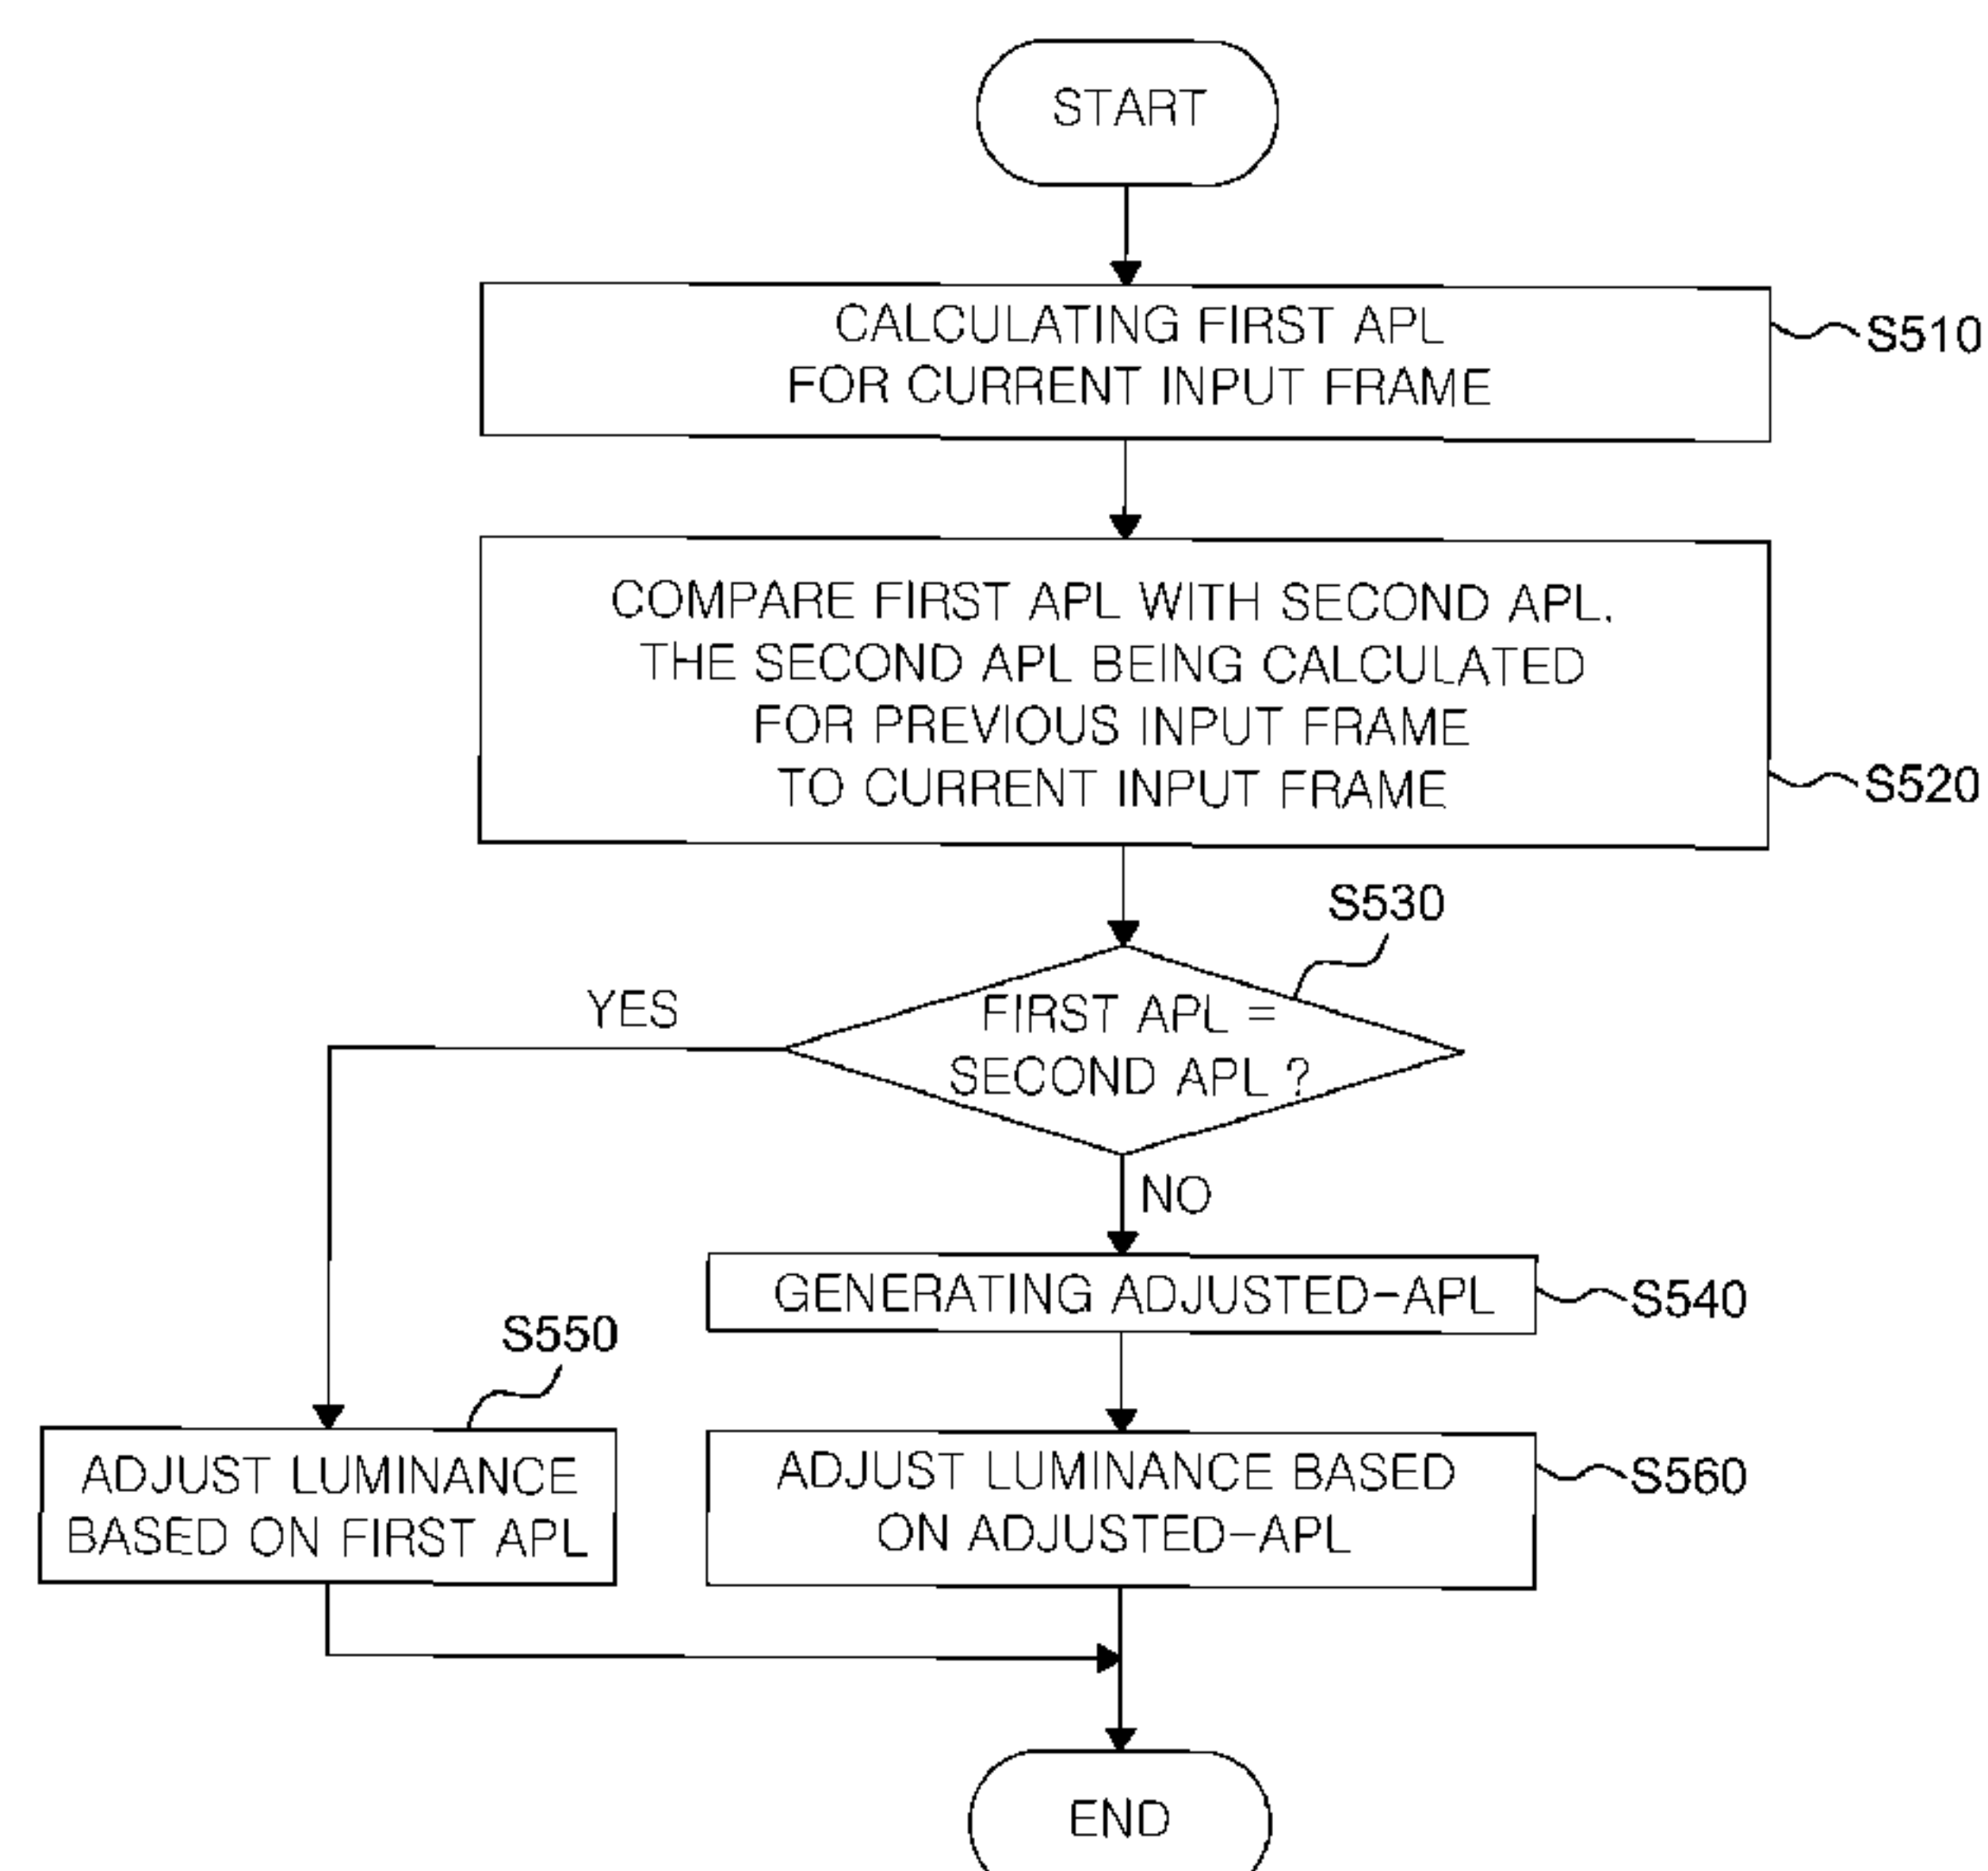 START
CALCULATING FIRST APL
FOR CURRENT INPUT FRAME
S510
COMPARE FIRST APL WITH SECOND APL,
THE SECOND APL BEING CALCULATED
FOR PREVIOUS INPUT FRAME
TO CURRENT INPUT FRAME
S520
S530
FIRST APL =
SECOND APL ?
YES
NO
GENERATING ADJUSTED-APL
S540
S550
ADJUST LUMINANCE
BASED ON FIRST APL
ADJUST LUMINANCE BASED
ON ADJUSTED-APL
S560
END